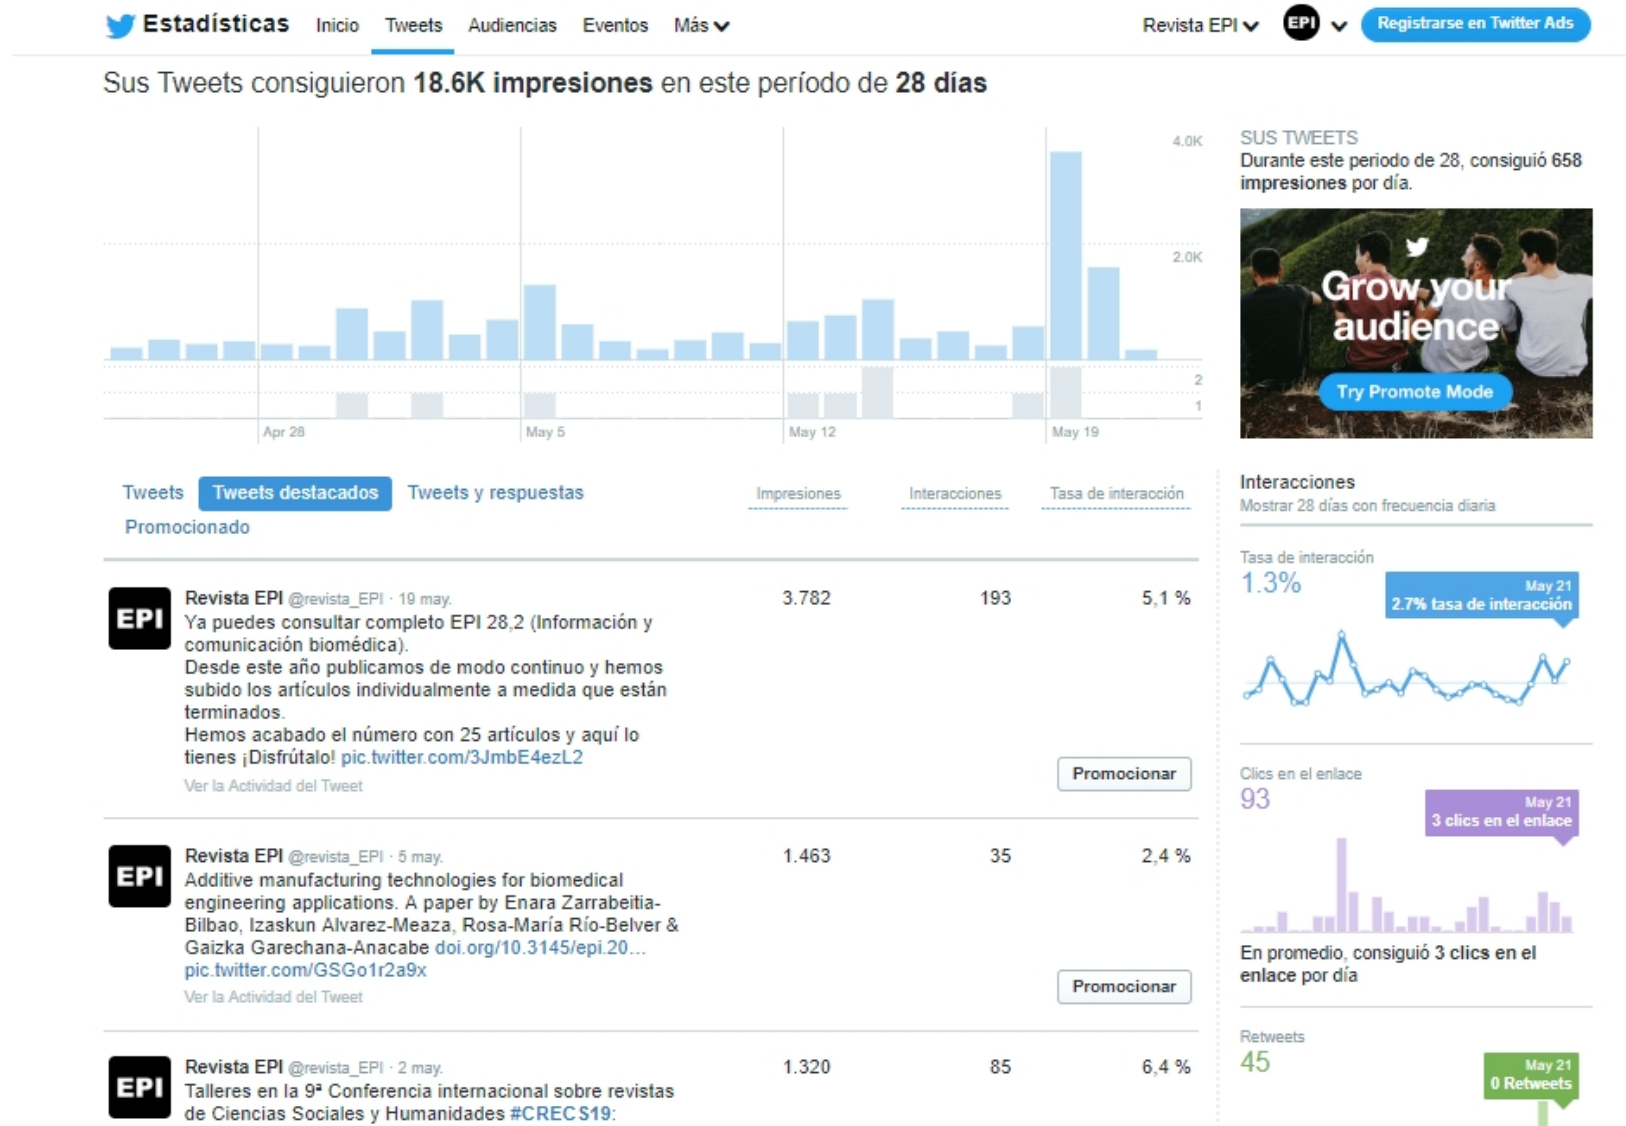 Estadísticas Inicio Tweets Audiencias Eventos Más Revista EPI EPI Registrarse en Twitter Ads
Sus Tweets consiguieron 18.6K impresiones en este período de 28 días
4.0K
2.0K
2
1
Apr 28 May 5 May 12 May 19
SUS TWEETS
Durante este periodo de 28, consiguió 658
impresiones por día.
Grow your
audience
Try Promote Mode
Tweets Tweets destacados Tweets y respuestas Impresiones Interacciones Tasa de interacción
Promocionado
EPI
Revista EPI @revista_EPI · 19 may. 3.782 193 5,1 %
Ya puedes consultar completo EPI 28,2 (Información y
comunicación biomédica).
Desde este año publicamos de modo continuo y hemos
subido los artículos individualmente a medida que están
terminados.
Hemos acabado el número con 25 artículos y aquí lo
tienes ¡Disfrútalo! pic.twitter.com/3JmbE4ezL2
Ver la Actividad del Tweet
Promocionar
EPI
Revista EPI @revista_EPI · 5 may. 1.463 35 2,4 %
Additive manufacturing technologies for biomedical
engineering applications. A paper by Enara Zarrabeitia-
Bilbao, Izaskun Alvarez-Meaza, Rosa-María Río-Belver &
Gaizka Garechana-Anacabe doi.org/10.3145/epi.20…
pic.twitter.com/GSGo1r2a9x
Ver la Actividad del Tweet
Promocionar
EPI
Revista EPI @revista_EPI · 2 may. 1.320 85 6,4 %
Talleres en la 9ª Conferencia internacional sobre revistas
de Ciencias Sociales y Humanidades #CRECS19:
Interacciones
Mostrar 28 días con frecuencia diaria
Tasa de interacción
1.3%
May 21
2.7% tasa de interacción
Clics en el enlace
93
May 21
3 clics en el enlace
En promedio, consiguió 3 clics en el
enlace por día
Retweets
45
May 21
0 Retweets